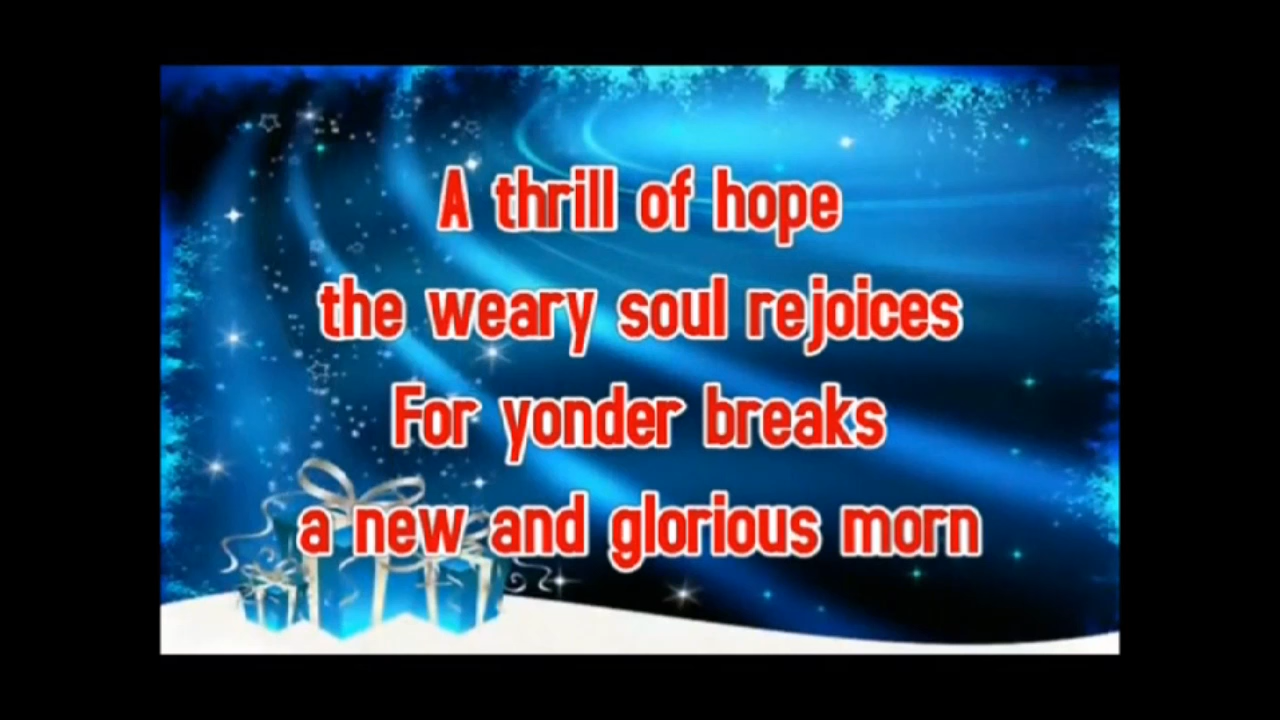 A thrill of hope
the weary soul rejoices
For yonder breaks
a new and glorious morn